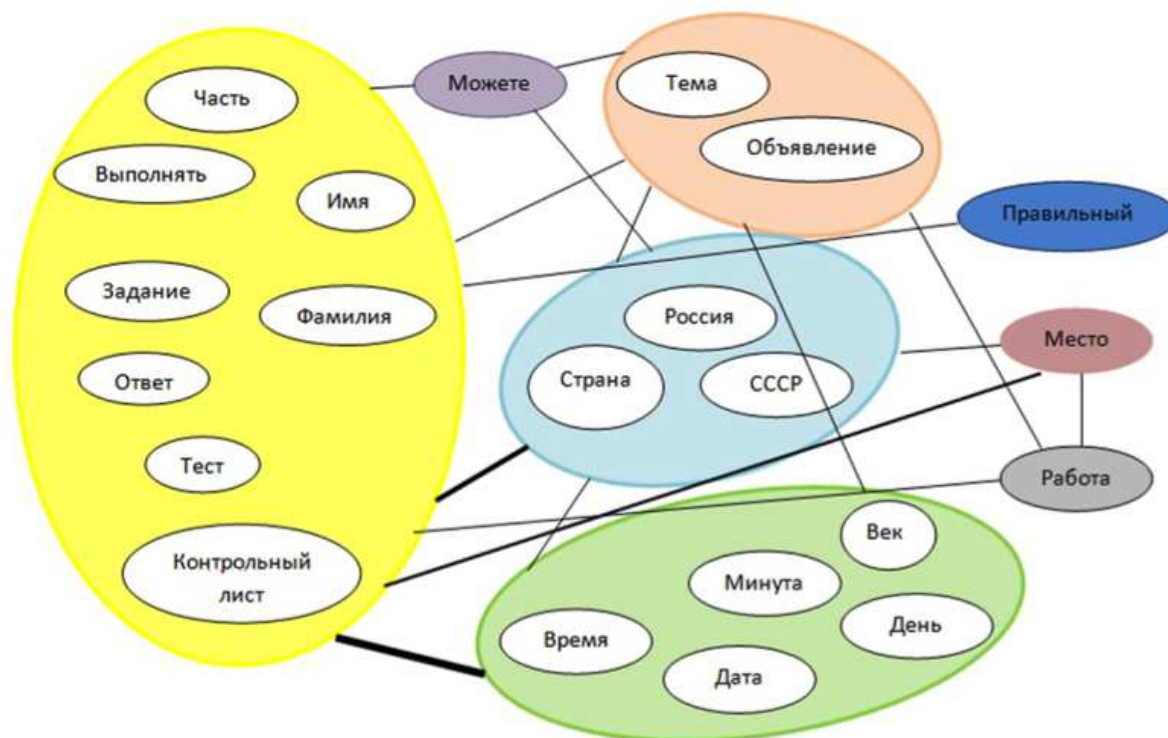 Часть
Можете
Тема
Объявление
Выполнять
Имя
Правильный
Задание
Фамилия
Россия
Место
Ответ
Страна
СССР
Тест
Работа
Контрольный
лист
Век
Минута
Время
День
Дата